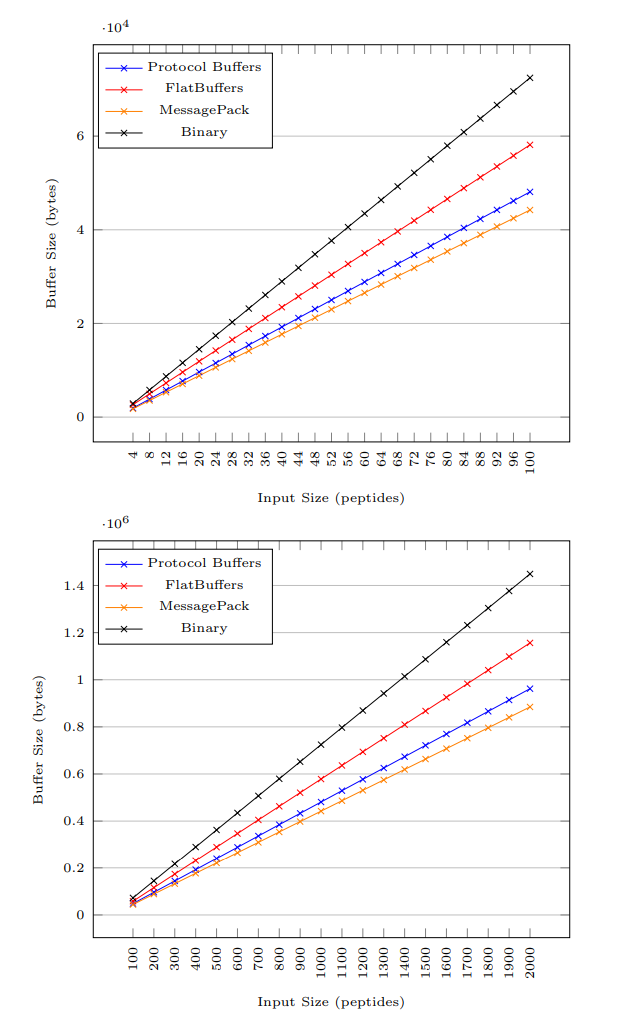 ·10⁴
Protocol Buffers
FlatBuffers
MessagePack
Binary
6
4
2
0
Buffer Size (bytes)
4 8 12 16 20 24 28 32 36 40 44 48 52 56 60 64 68 72 76 80 84 88 92 96 100
Input Size (peptides)
·10⁶
Protocol Buffers
FlatBuffers
MessagePack
Binary
1.4
1.2
1
0.8
0.6
0.4
0.2
0
Buffer Size (bytes)
100 200 300 400 500 600 700 800 900 1000 1100 1200 1300 1400 1500 1600 1700 1800 1900 2000
Input Size (peptides)